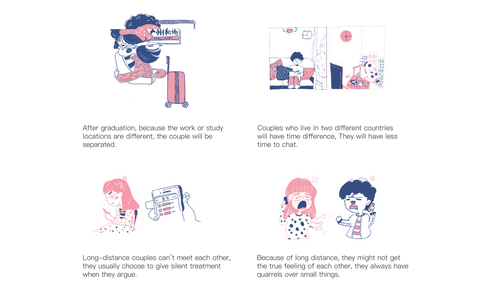 After graduation, because the work or study
locations are different, the couple will be
separated.
Couples who live in two different countries
will have time difference, They will have less
time to chat.
Long-distance couples can't meet each other,
they usually choose to give silent treatment
when they argue.
Because of long distance, they might not get
the true feeling of each other, they always have
quarrels over small things.